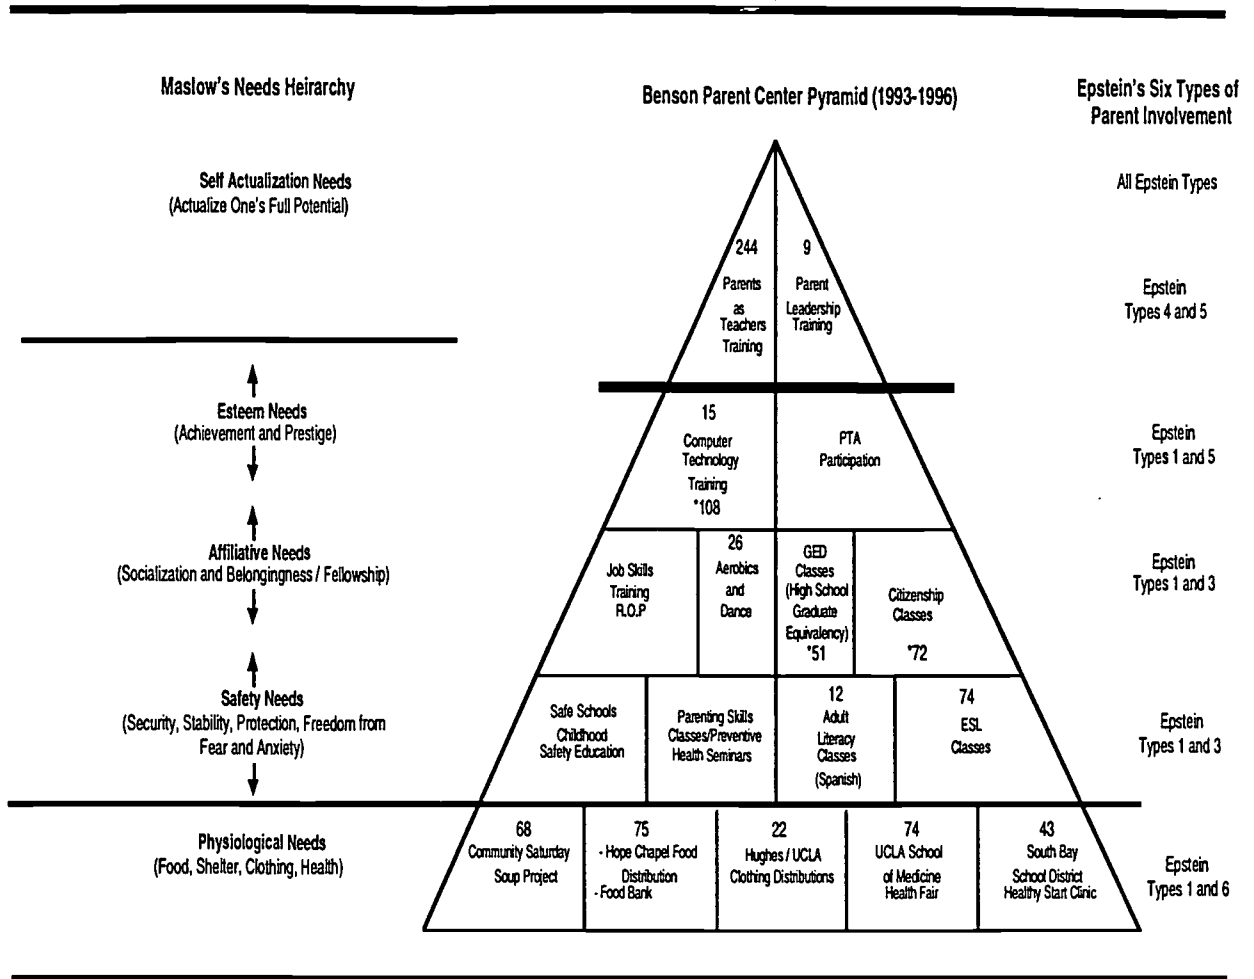 Maslow's Needs Heirarchy
Benson Parent Center Pyramid (1993-1996)
Epstein's Six Types of
Parent Involvement
Self Actualization Needs
(Actualize One's Full Potential)
All Epstein Types
244
Parents
as
Teachers
Training
9
Parent
Leadership
Training
Epstein
Types 4 and 5
Esteem Needs
(Achievement and Prestige)
15
Computer
Technology
Training
*108
PTA
Participation
Epstein
Types 1 and 5
Affiliative Needs
(Socialization and Belongingness / Fellowship)
Job Skills
Training
R.O.P
26
Aerobics
and
Dance
GED
Classes
(High School
Graduate
Equivalency)
*51
Citizenship
Classes
*72
Epstein
Types 1 and 3
Safety Needs
(Security, Stability, Protection, Freedom from
Fear and Anxiety)
Safe Schools
Childhood
Safety Education
Parenting Skills
Classes/Preventive
Health Seminars
12
Adult
Literacy
Classes
(Spanish)
74
ESL
Classes
Epstein
Types 1 and 3
Physiological Needs
(Food, Shelter, Clothing, Health)
68
Community Saturday
Soup Project
75
- Hope Chapel Food
Distribution
- Food Bank
22
Hughes / UCLA
Clothing Distributions
74
UCLA School
of Medicine
Health Fair
43
South Bay
School District
Healthy Start Clinic
Epstein
Types 1 and 6